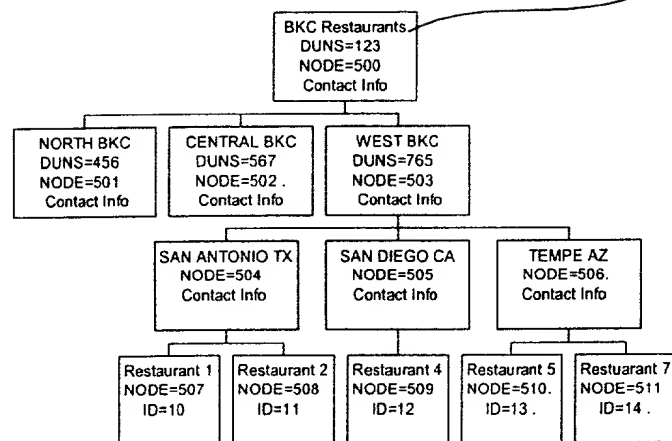 BKC Restaurants
DUNS=123
NODE=500
Contact Info
NORTH BKC
DUNS=456
NODE=501
Contact Info
CENTRAL BKC
DUNS=567
NODE=502.
Contact Info
WEST BKC
DUNS=765
NODE=503
Contact Info
SAN ANTONIO TX
NODE=504
Contact Info
SAN DIEGO CA
NODE=505
Contact Info
TEMPE AZ
NODE=506.
Contact Info
Restaurant 1
NODE=507
ID=10
Restaurant 2
NODE=508
ID=11
Restaurant 4
NODE=509
ID=12
Restaurant 5
NODE=510.
ID=13.
Restuarant 7
NODE=511
ID=14.